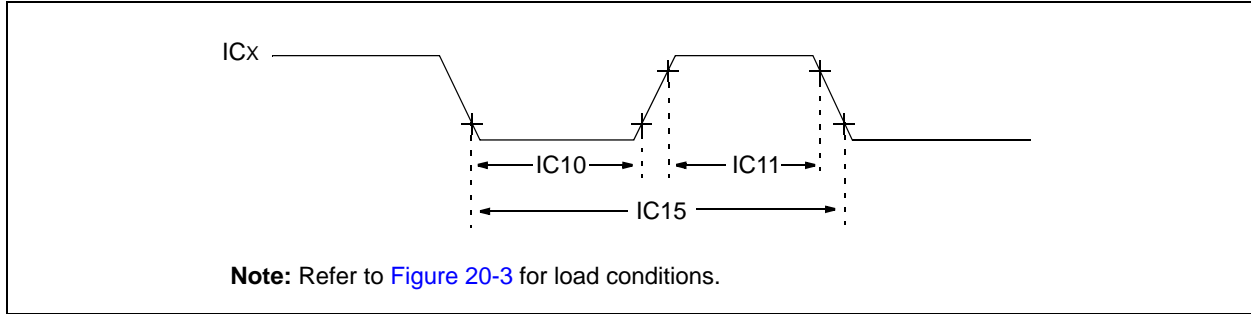 ICX
IC10
IC11
IC15
Note: Refer to Figure 20-3 for load conditions.